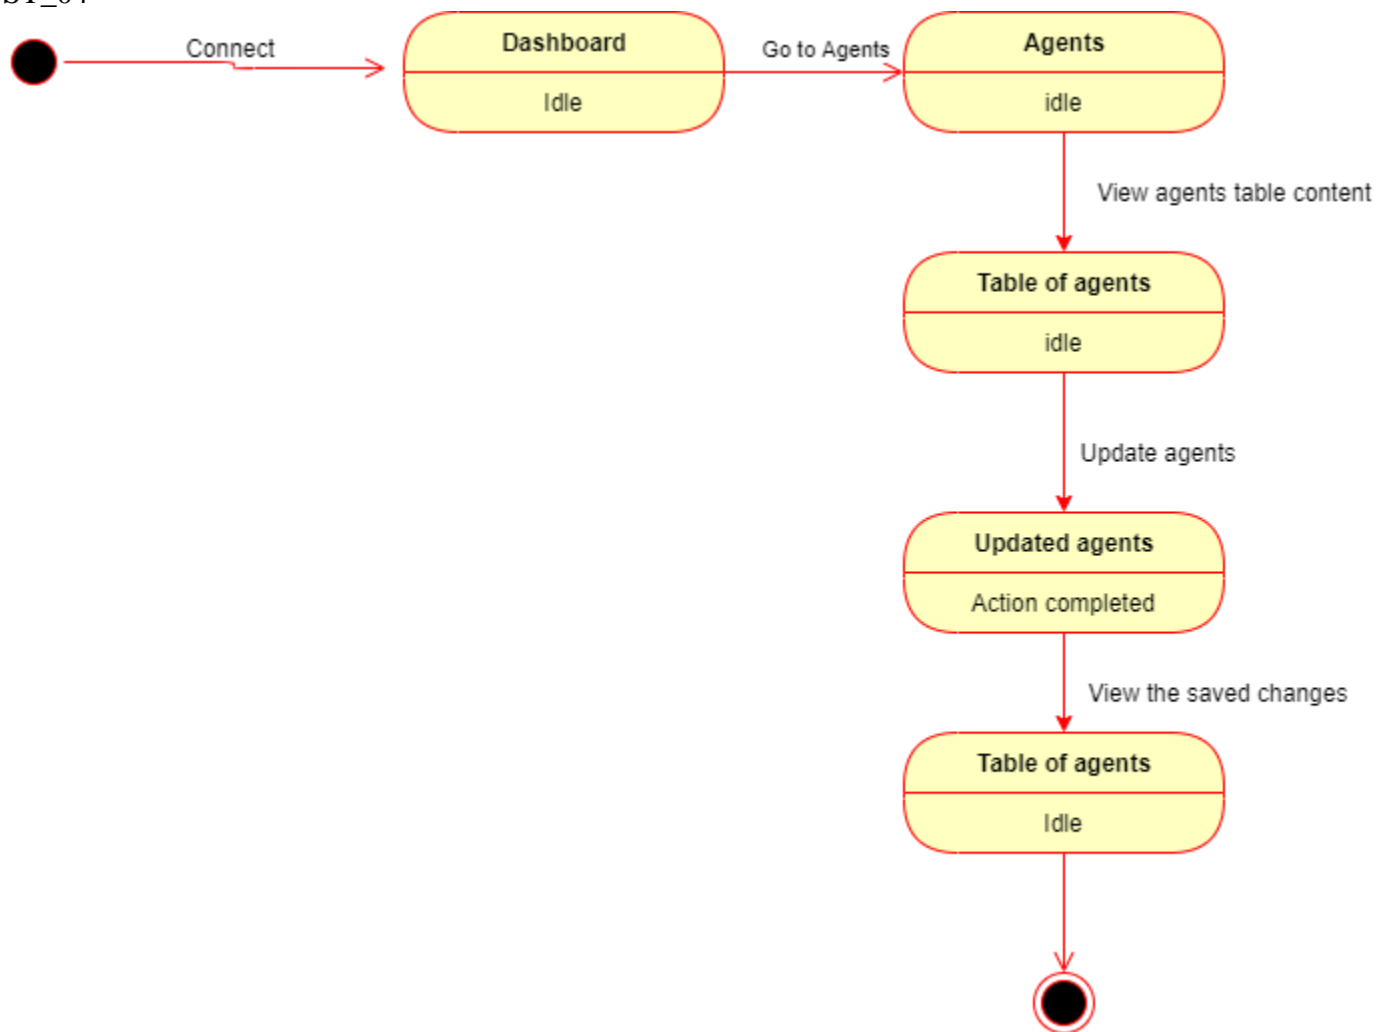 ST_04
Connect
Dashboard
Idle
Go to Agents
Agents
idle
View agents table content
Table of agents
idle
Update agents
Updated agents
Action completed
View the saved changes
Table of agents
Idle